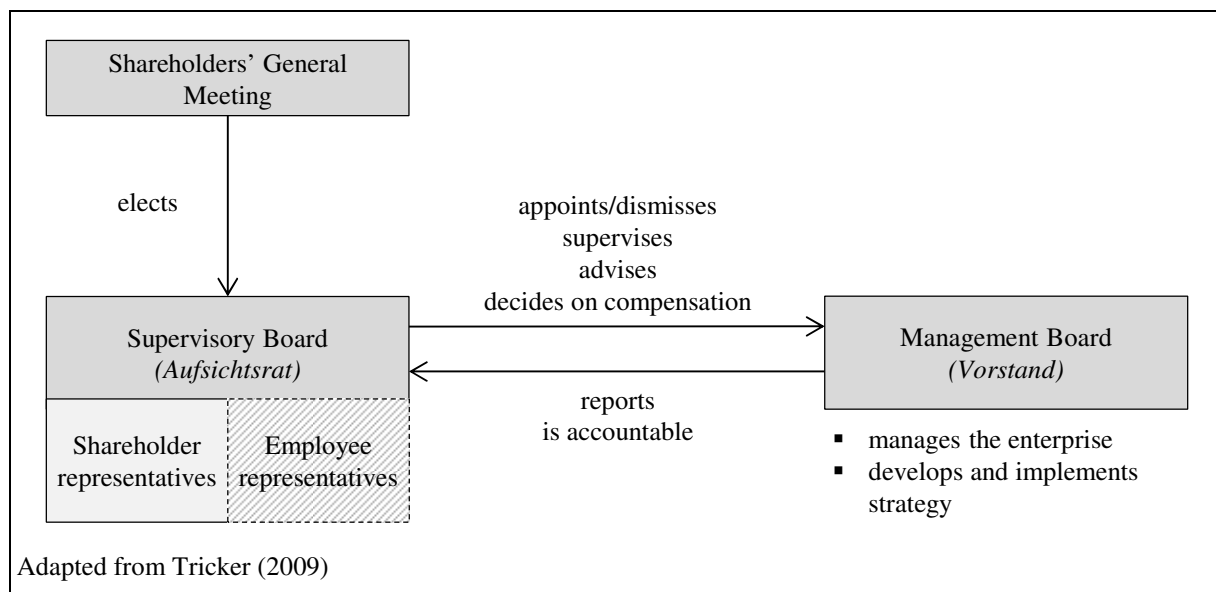 Shareholders’ General
Meeting
elects
appoints/dismisses
supervises
advises
decides on compensation
Supervisory Board
(Aufsichtsrat)
Management Board
(Vorstand)
reports
is accountable
Shareholder
representatives
Employee
representatives
▪ manages the enterprise
▪ develops and implements
strategy
Adapted from Tricker (2009)